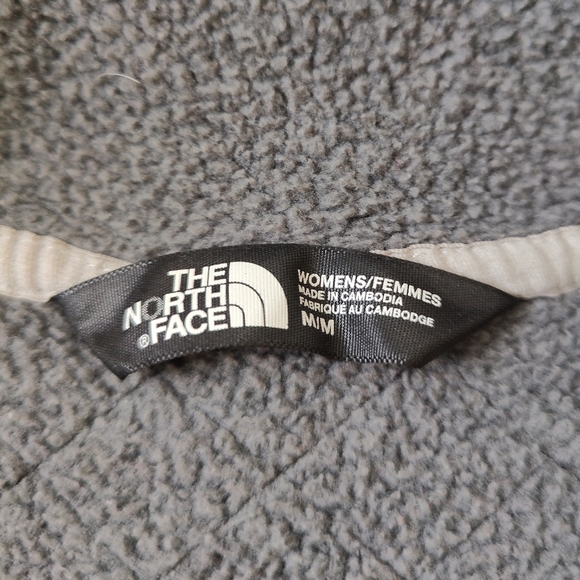 THE
NORTH
® FACE
WOMENS/FEMMES
MADE IN CAMBODIA
FABRIQUÉ AU CAMBODGE
M/M